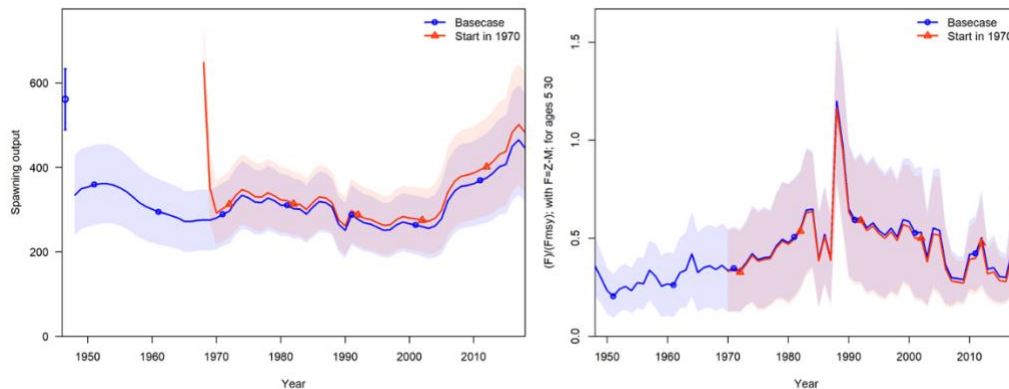 Basecase
Start in 1970
Spawning output
0
200
400
600
1950
1960
1970
1980
1990
2000
2010
Year
Basecase
Start in 1970
(F)/(Fmsy); with F=Z-M; for ages 5 30
0.0
0.5
1.0
1.5
1950
1960
1970
1980
1990
2000
2010
Year